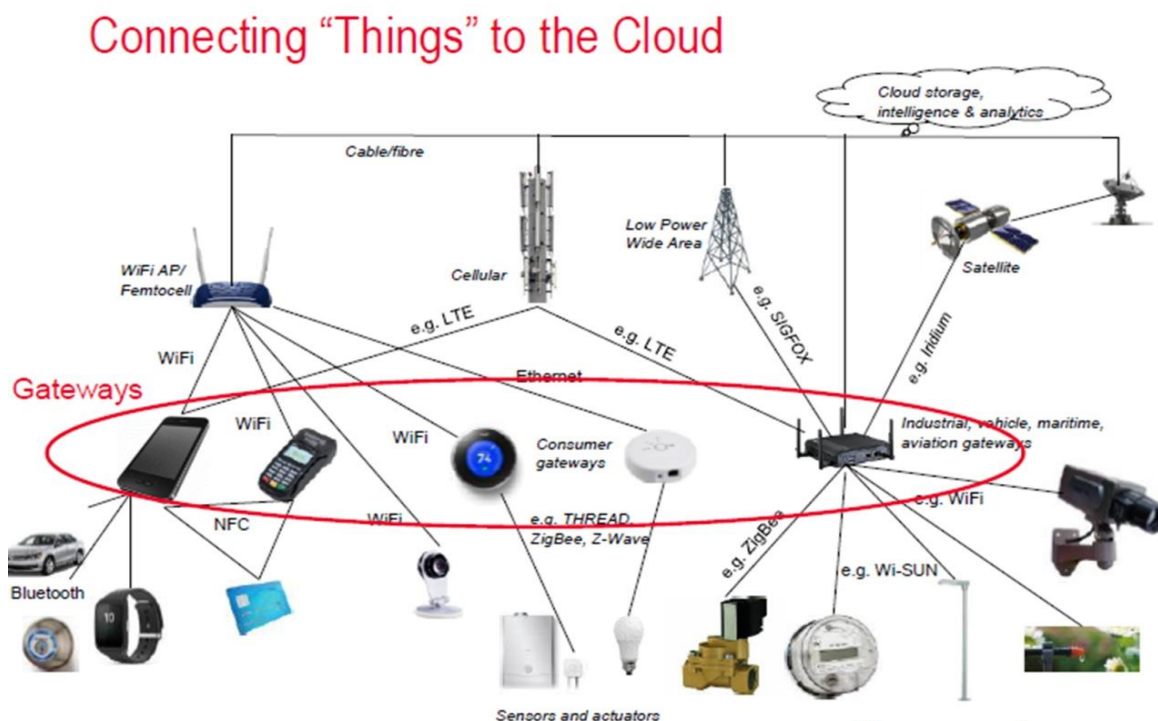 Connecting “Things” to the Cloud
Cloud storage,
intelligence & analytics
Cable/fibre
Low Power
Wide Area
WiFi AP/
Femtocell
Cellular
Satellite
e.g. LTE
e.g. LTE
e.g. SIGFOX
e.g. Iridium
WiFi
Ethernet
Gateways
WiFi
WiFi
74
Consumer
gateways
Industrial, vehicle, maritime,
aviation gateways
NFC
WiFi
e.g. THREAD,
ZigBee, Z-Wave
e.g. ZigBee
e.g. WiFi
e.g. Wi-SUN
Bluetooth
10
Sensors and actuators